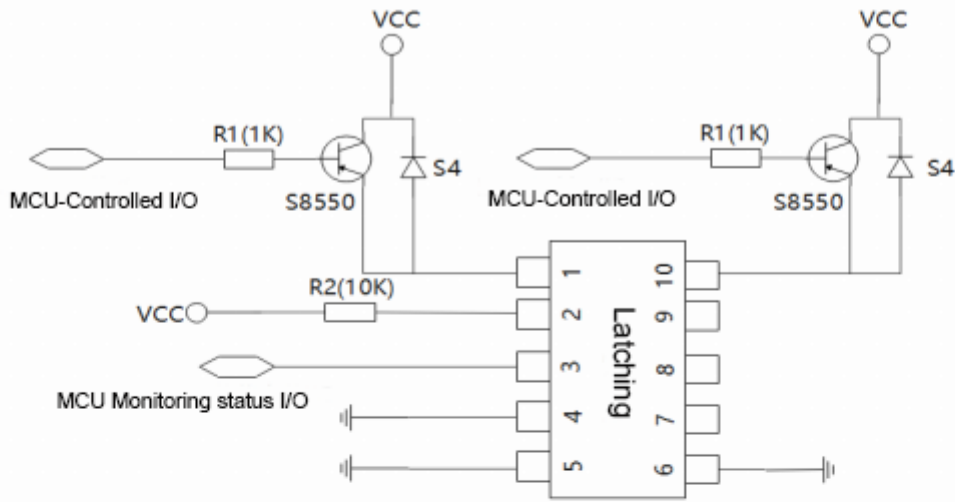 VCC
VCC
R1(1K)
R1(1K)
S4
S4
MCU-Controlled I/O
S8550
MCU-Controlled I/O
S8550
1
10
R2(10K)
VCC
2
9
Latching
3
8
MCU Monitoring status I/O
4
7
5
6